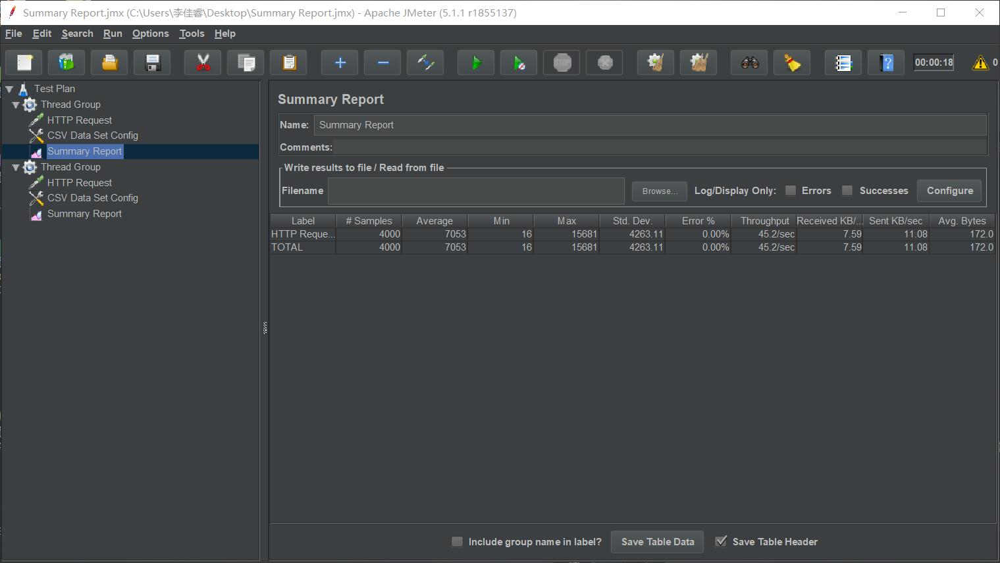 Summary Report.jmx (C:\Users\李佳睿\Desktop\Summary Report.jmx) - Apache JMeter (5.1.1 r1855137)
File Edit Search Run Options Tools Help
STOP
00:00:18
0
Test Plan
Thread Group
HTTP Request
CSV Data Set Config
Summary Report
Thread Group
HTTP Request
CSV Data Set Config
Summary Report
Summary Report
Name: Summary Report
Comments:
Write results to file / Read from file
Filename Browse... Log/Display Only: Errors Successes Configure
Label # Samples Average Min Max Std. Dev. Error % Throughput Received KB/... Sent KB/sec Avg. Bytes
HTTP Reque... 4000 7053 16 15681 4263.11 0.00% 45.2/sec 7.59 11.08 172.0
TOTAL 4000 7053 16 15681 4263.11 0.00% 45.2/sec 7.59 11.08 172.0
Include group name in label? Save Table Data Save Table Header